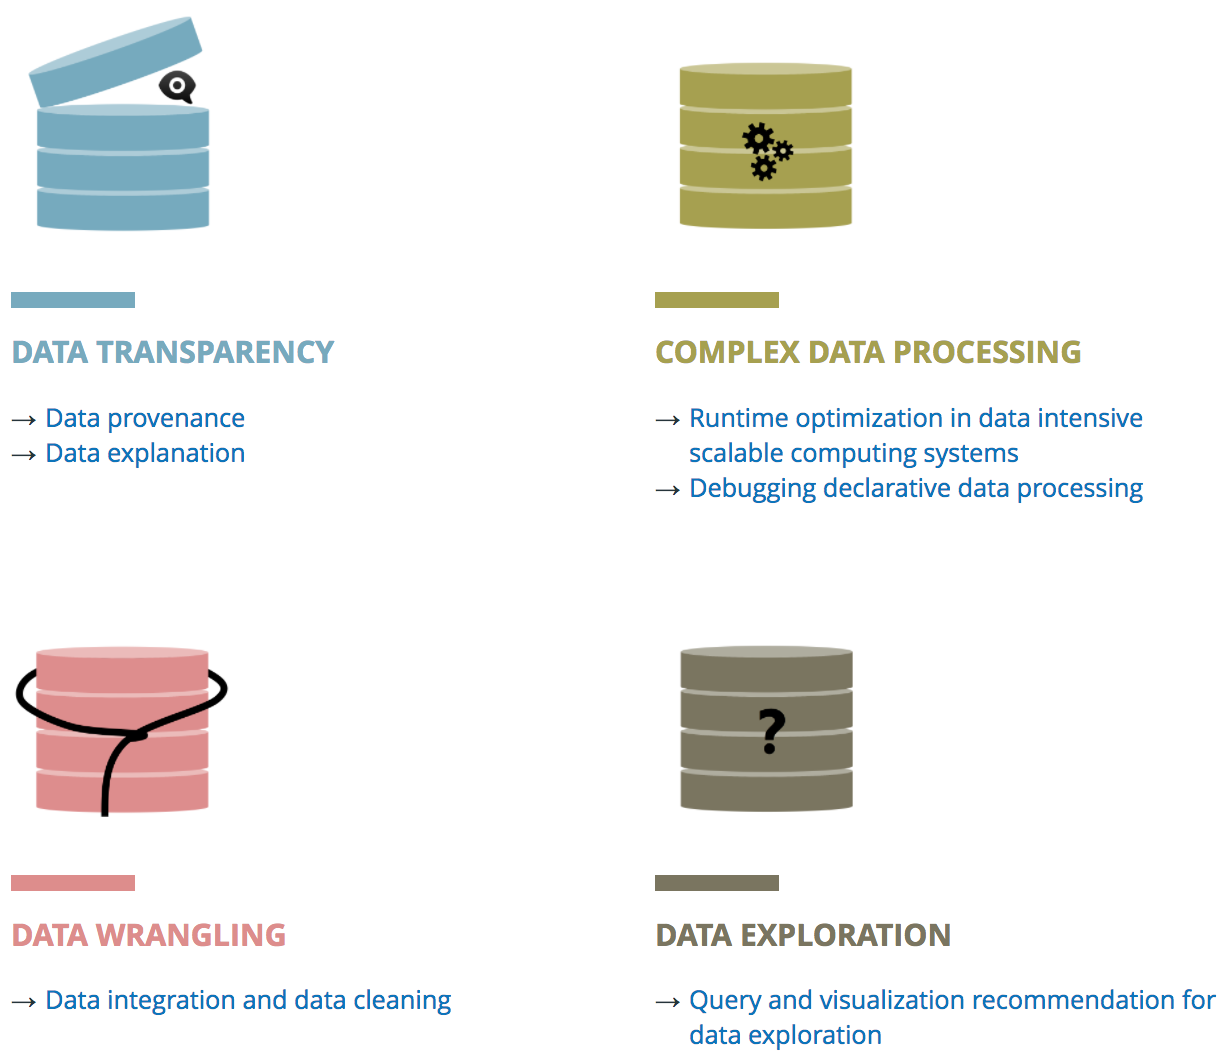 DATA TRANSPARENCY
→ Data provenance
→ Data explanation
COMPLEX DATA PROCESSING
→ Runtime optimization in data intensive
scalable computing systems
→ Debugging declarative data processing
?
DATA WRANGLING
→ Data integration and data cleaning
DATA EXPLORATION
→ Query and visualization recommendation for
data exploration